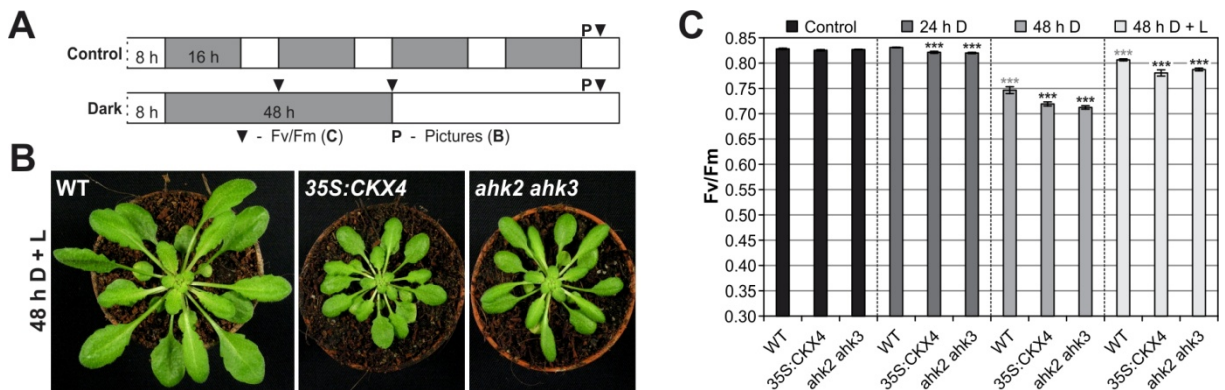 A
Control
8 h
16 h
P
Dark
8 h
48 h
P
▼ - Fv/Fm (C)
P - Pictures (B)
B
48 h D + L
WT
35S:CKX4
ahk2 ahk3
C
Control
24 h D
48 h D
48 h D + L
Fv/Fm
0.85
0.80
0.75
0.70
0.65
0.60
0.55
0.50
0.45
0.40
0.35
0.30
*** ***
*** *** ***
*** *** ***
WT
35S:CKX4
ahk2 ahk3
WT
35S:CKX4
ahk2 ahk3
WT
35S:CKX4
ahk2 ahk3
WT
35S:CKX4
ahk2 ahk3